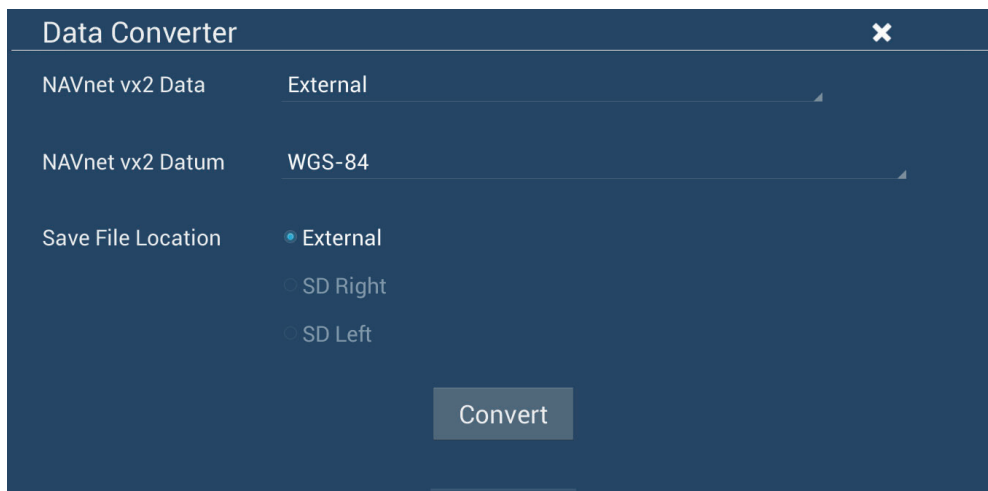 Data Converter
NAVnet vx2 Data External
NAVnet vx2 Datum WGS-84
Save File Location External
SD Right
SD Left
Convert